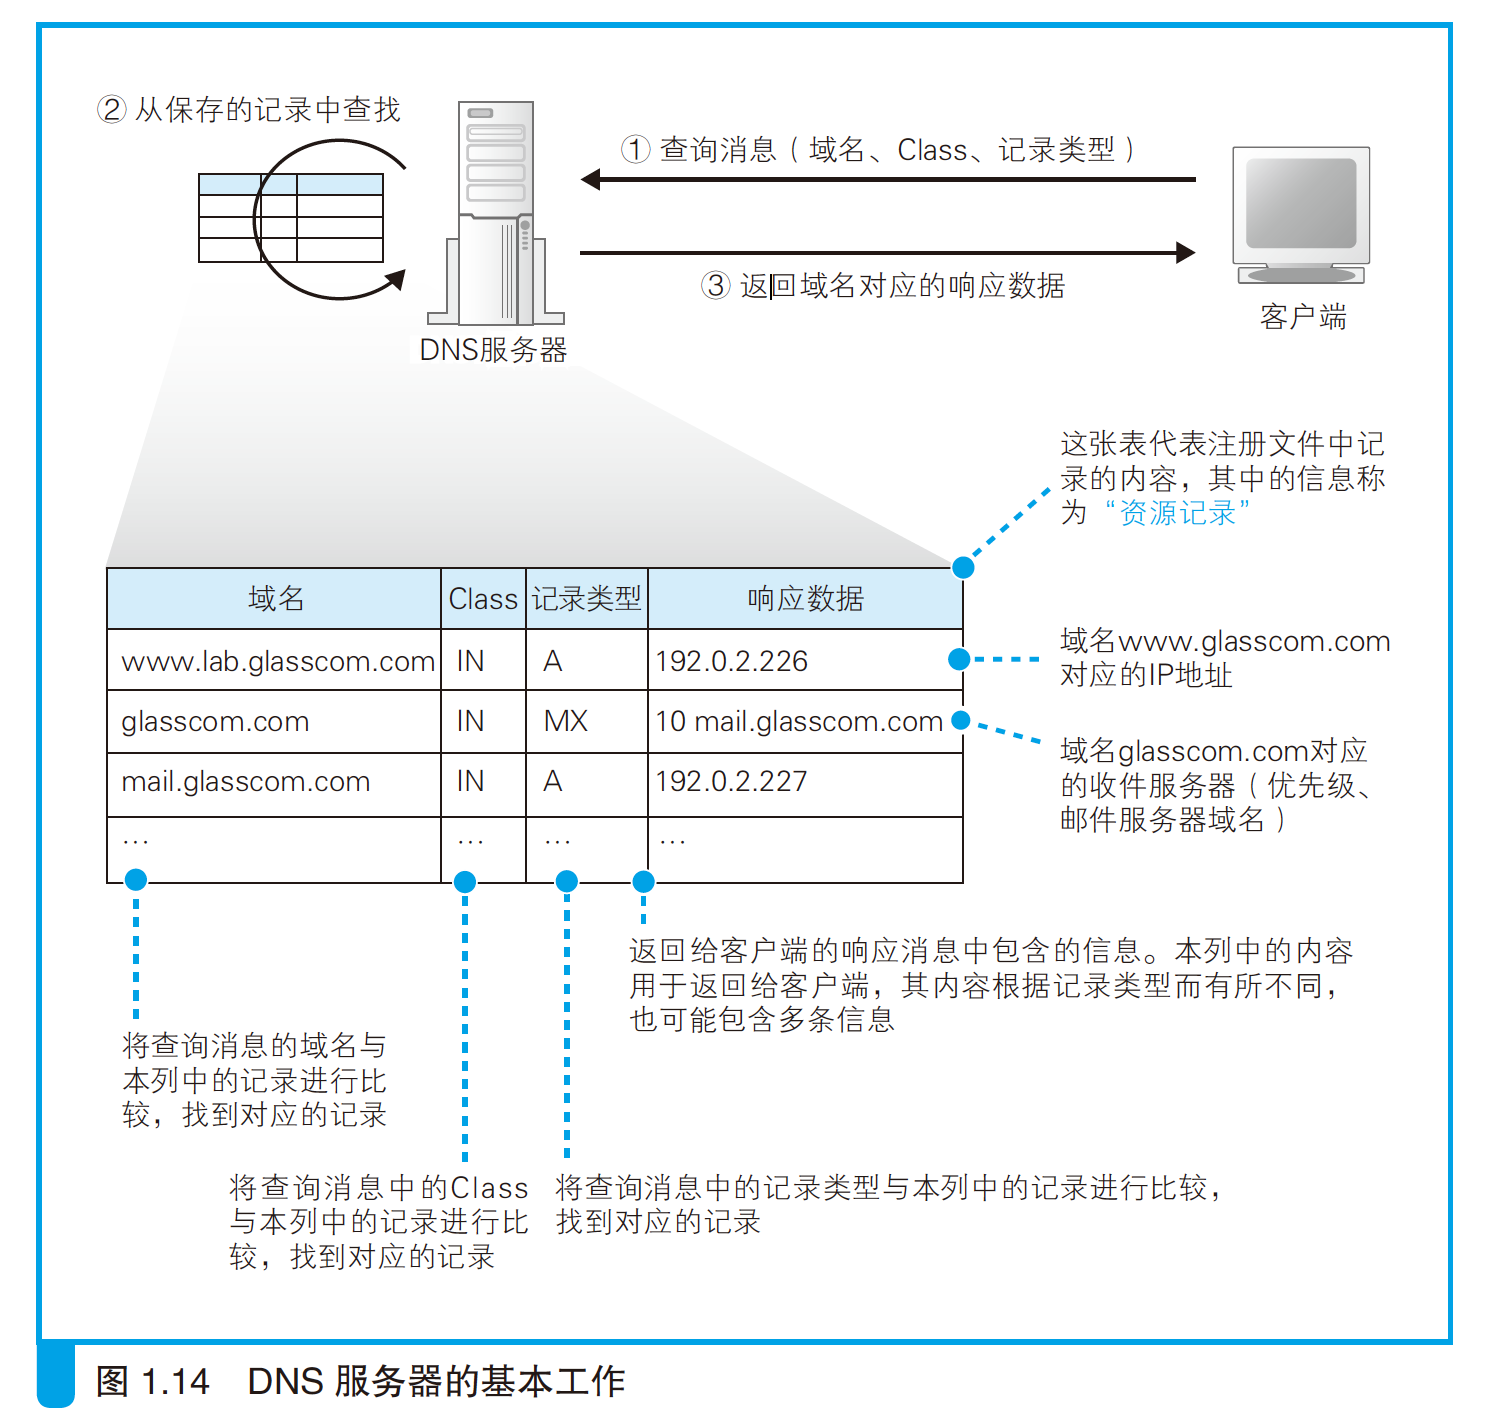 ② 从保存的记录中查找
① 查询消息（域名、Class、记录类型）
③ 返回域名对应的响应数据
DNS服务器
客户端
这张表代表注册文件中记
录的内容，其中的信息称
为“资源记录”
域名 Class 记录类型 响应数据
www.lab.glasscom.com IN A 192.0.2.226
glasscom.com IN MX 10 mail.glasscom.com
mail.glasscom.com IN A 192.0.2.227
… … … …
域名www.glasscom.com
对应的IP地址
域名glasscom.com对应
的收件服务器（优先级、
邮件服务器域名）
返回给客户端的响应消息中包含的信息。本列中的内容
用于返回给客户端，其内容根据记录类型而有所不同，
也可能包含多条信息
将查询消息的域名与
本列中的记录进行比
较，找到对应的记录
将查询消息中的Class
与本列中的记录进行比
较，找到对应的记录
将查询消息中的记录类型与本列中的记录进行比较，
找到对应的记录
图 1.14 DNS 服务器的基本工作